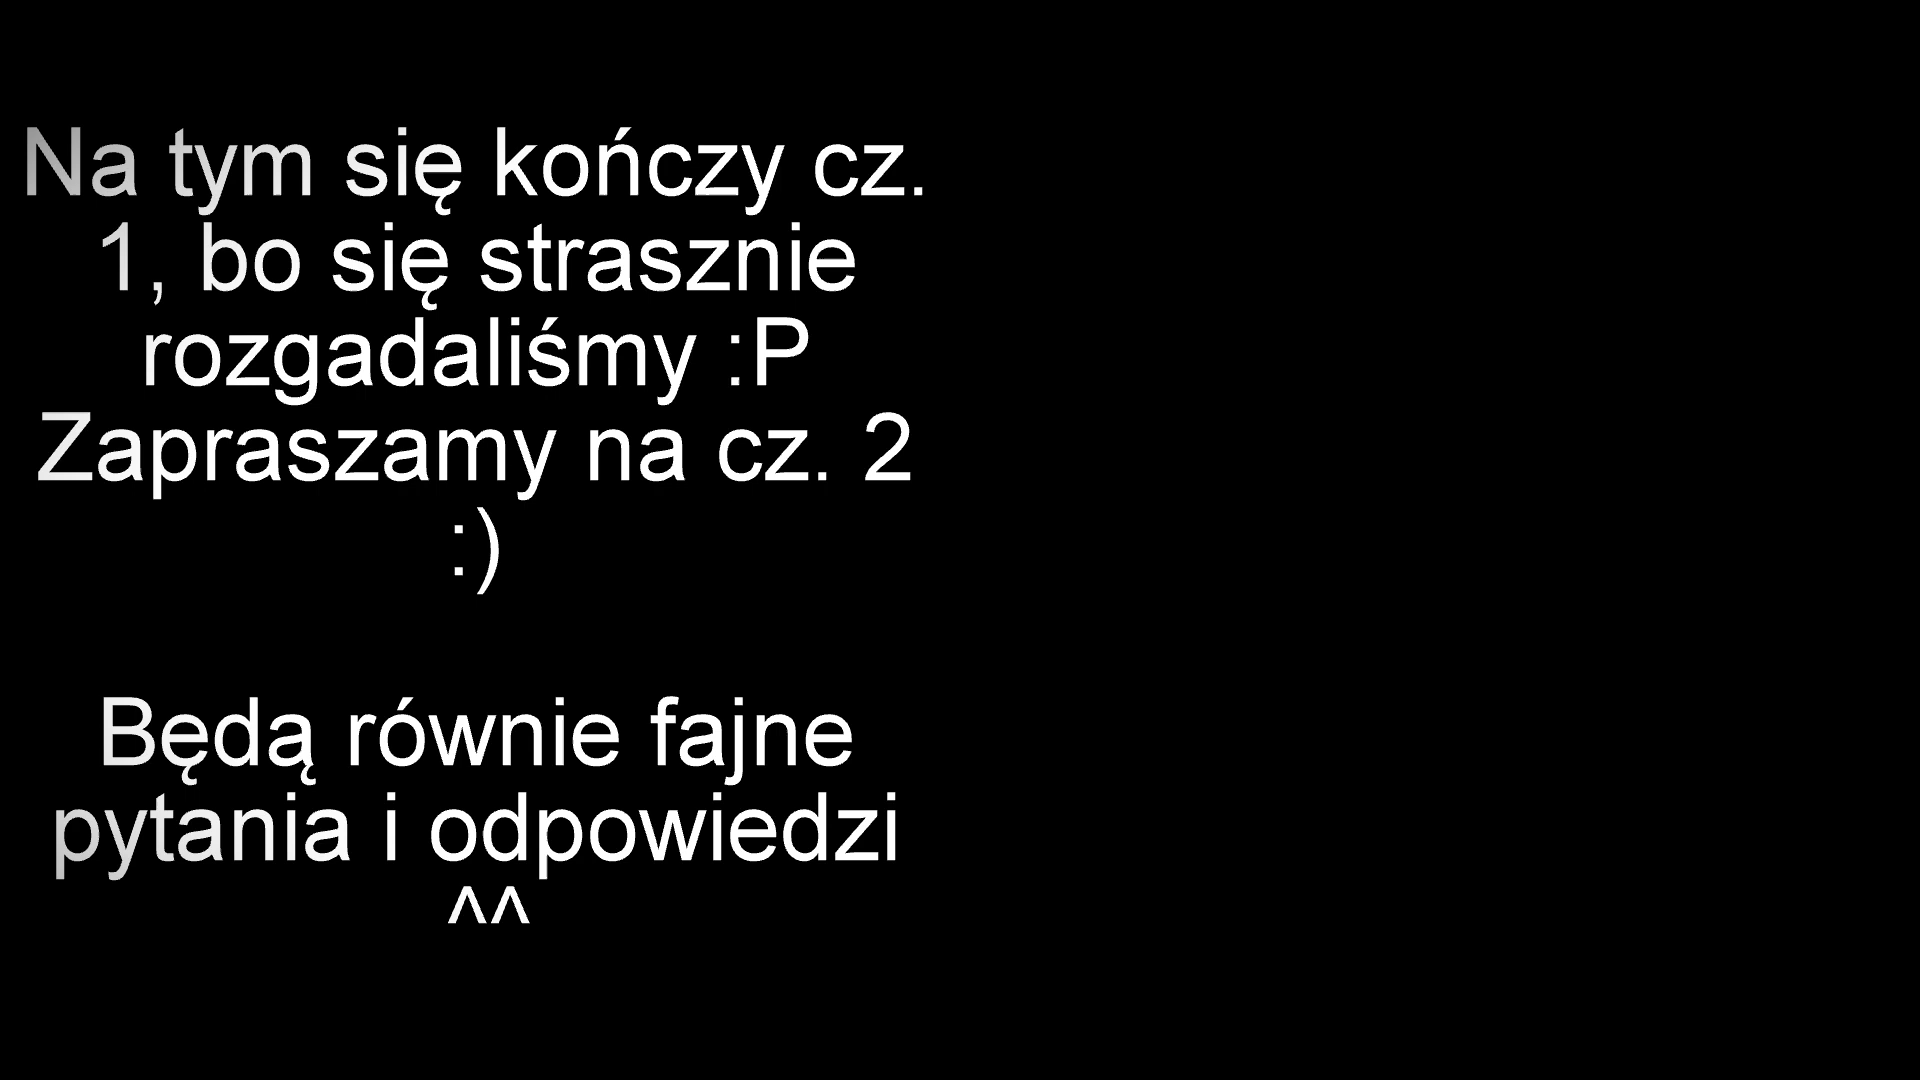 Na tym się kończy cz.
1, bo się strasznie
rozgadaliśmy :P
Zapraszamy na cz. 2
:)
Będą równie fajne
pytania i odpowiedzi
^^